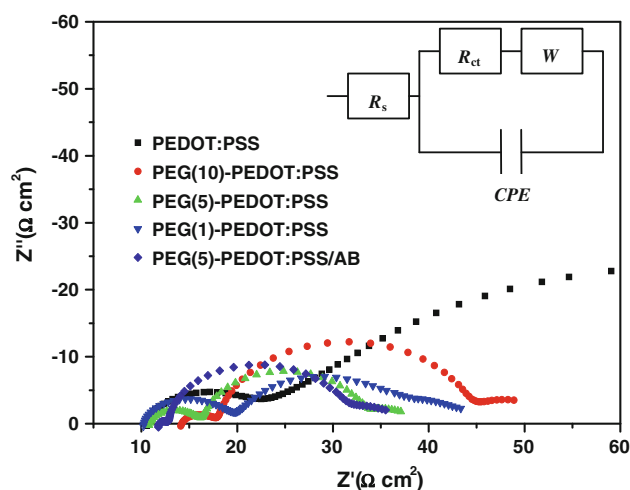 -60
-50
-40
-30
-20
-10
0
Z''(Ω cm²)
R_s
R_ct
W
CPE
PEDOT:PSS
PEG(10)-PEDOT:PSS
PEG(5)-PEDOT:PSS
PEG(1)-PEDOT:PSS
PEG(5)-PEDOT:PSS/AB
0 10 20 30 40 50 60
Z'(Ω cm²)